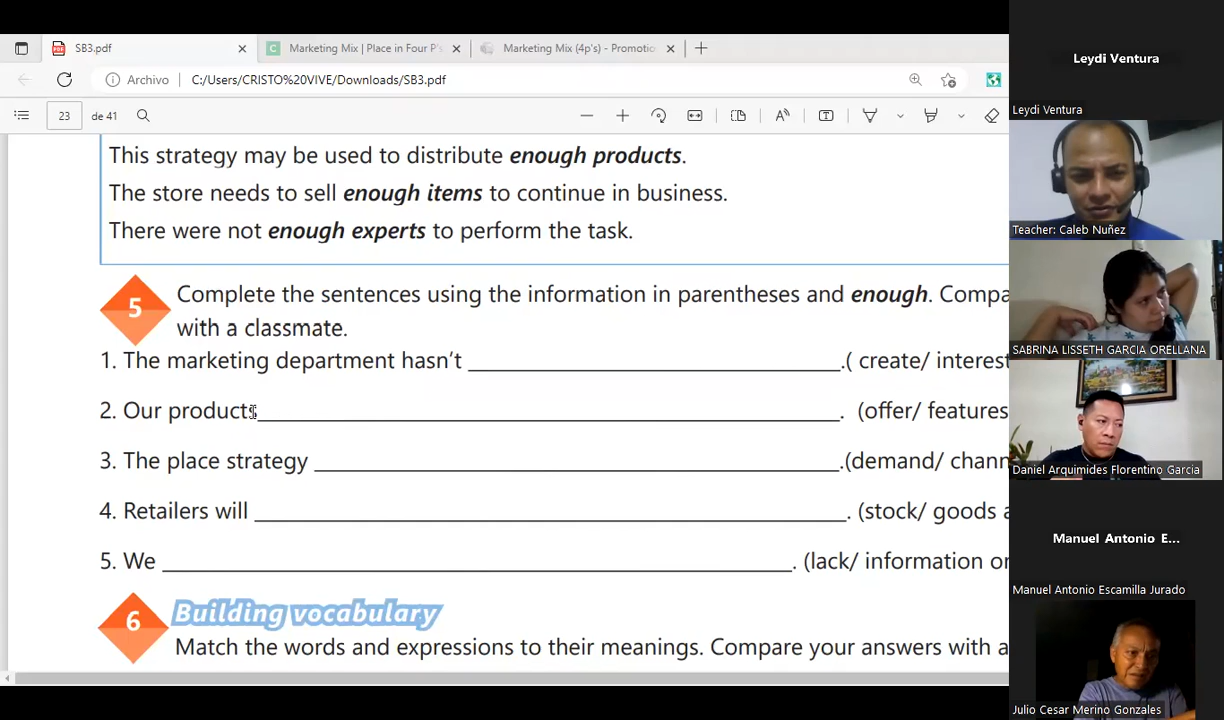 SB3.pdf
Marketing Mix | Place in Four P's
Marketing Mix (4p's) - Promotio
Archivo
C:/Users/CRISTO%20VIVE/Downloads/SB3.pdf
23
de 41
This strategy may be used to distribute enough products.
The store needs to sell enough items to continue in business.
There were not enough experts to perform the task.
5
Complete the sentences using the information in parentheses and enough. Compa
with a classmate.
1. The marketing department hasn't ______________________.( create/ interest
2. Our products______________________. (offer/ features
3. The place strategy ______________________.(demand/ chann
4. Retailers will ______________________. (stock/ goods a
5. We ______________________. (lack/ information or
6
Building vocabulary
Match the words and expressions to their meanings. Compare your answers with a
Leydi Ventura
Leydi Ventura
Teacher: Caleb Nuñez
SABRINA LISSETH GARCIA ORELLANA
Daniel Arquimides Florentino Garcia
Manuel Antonio E...
Manuel Antonio Escamilla Jurado
Julio Cesar Merino Gonzales